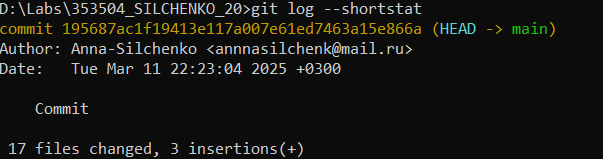 D:\Labs\353504_SILCHENKO_20>git log --shortstat
commit 195687ac1f19413e117a007e61ed7463a15e866a (HEAD -> main)
Author: Anna-Silchenko <annnasilchenk@mail.ru>
Date:   Tue Mar 11 22:23:04 2025 +0300
    Commit
 17 files changed, 3 insertions(+)